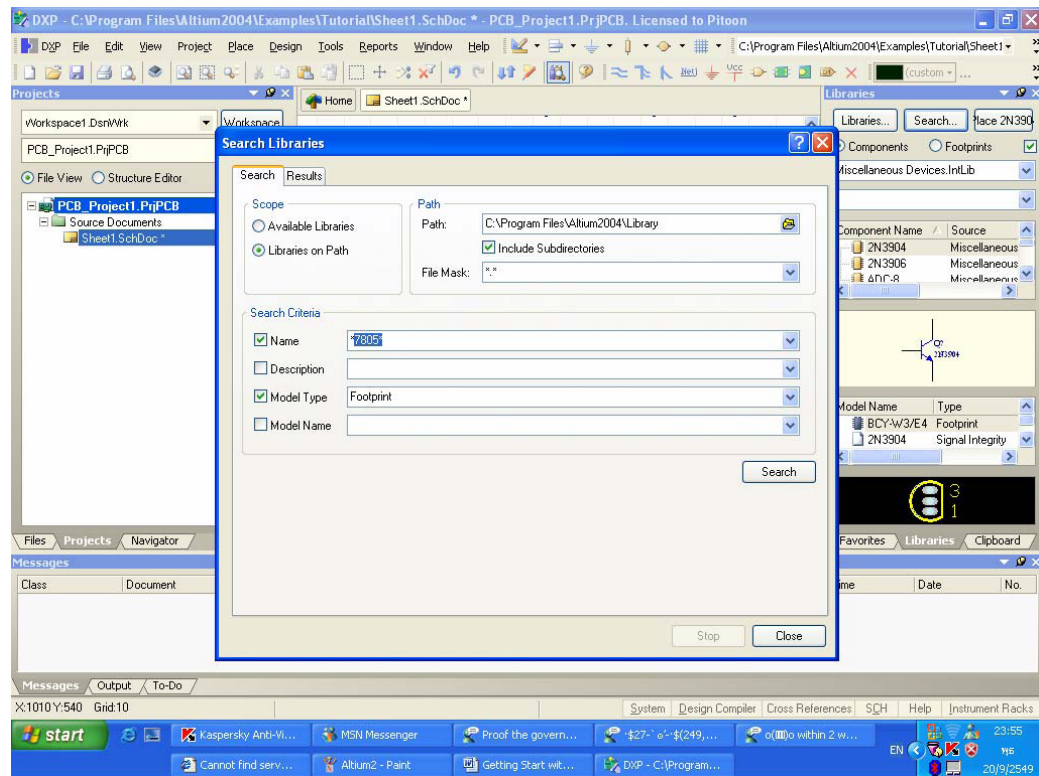 DXP - C:\Program Files\Altium2004\Examples\Tutorial\Sheet1.SchDoc * - PCB_Project1.PrjPCB. Licensed to Pitoon
DXP File Edit View Project Place Design Tools Reports Window Help C:\Program Files\Altium2004\Examples\Tutorial\Sheet1
(custom ...
Projects
Home Sheet1.SchDoc *
Libraries
Workspace1.DsnWrk Workspace
Libraries... Search... Place 2N390
PCB_Project1.PrjPCB
Components Footprints
File View Structure Editor
Miscellaneous Devices.IntLib
PCB_Project1.PrjPCB
Source Documents
Sheet1.SchDoc *
Search Libraries
Search Results
Scope
Available Libraries
Libraries on Path
Path
Path: C:\Program Files\Altium2004\Library
Include Subdirectories
File Mask: *.*
Search Criteria
Name *7805*
Description
Model Type Footprint
Model Name
Search
Stop Close
Component Name Source
2N3904 Miscellaneous
2N3906 Miscellaneous
ADC-8 Miscellaneous
Q?
2N3904
Model Name Type
BCY-W3/E4 Footprint
2N3904 Signal Integrity
3
1
Files Projects Navigator
Favorites Libraries Clipboard
Messages
Class Document
Time Date No.
Messages Output To-Do
X:1010 Y:540 Grid:10
System Design Compiler Cross References SCH Help Instrument Racks
start
Kaspersky Anti-Vi... MSN Messenger Proof the govern... within 2 w...
EN 23:55
พุธ
Cannot find serv... Altium2 - Paint Getting Start wit... DXP - C:\Program...
20/9/2549